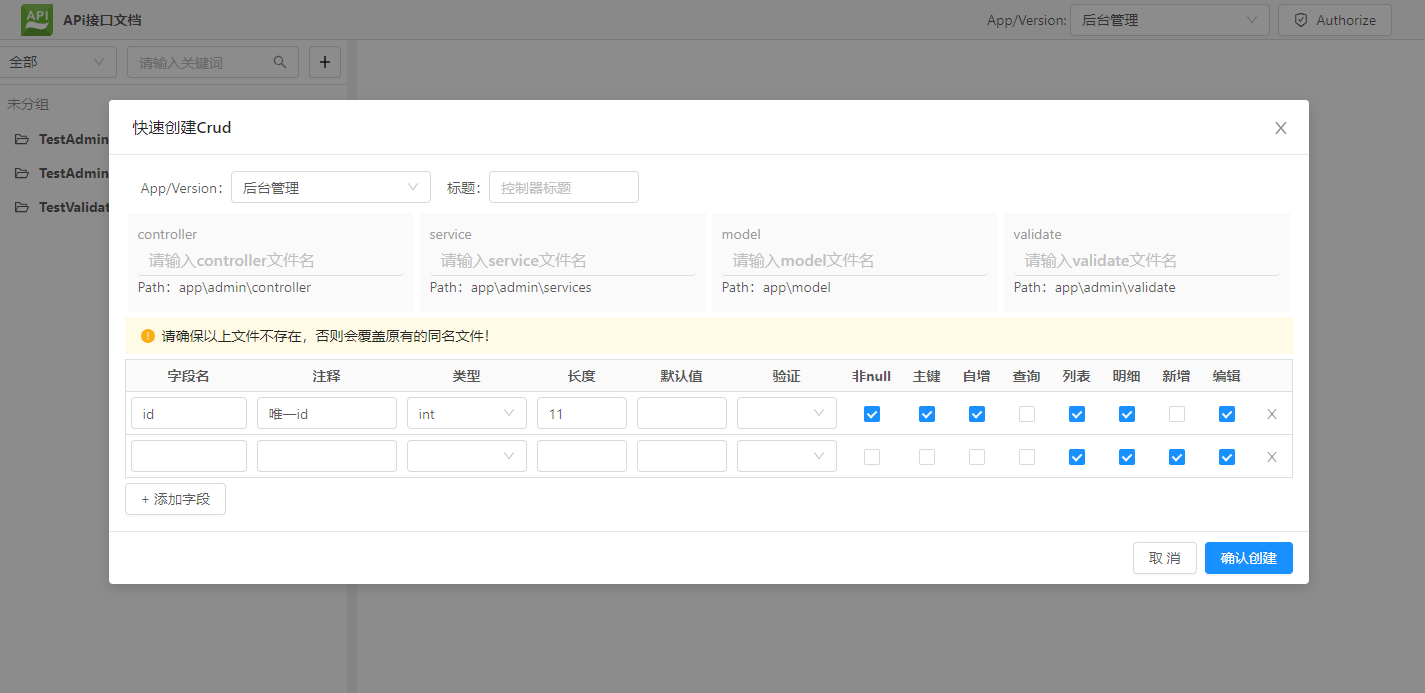 API APi接口文档 App/Version: 后台管理 Authorize
全部 请输入关键词 +
未分组
TestAdmin
TestAdmin
TestValidat
快速创建Crud
App/Version: 后台管理 标题: 控制器标题
controller service model validate
请输入controller文件名 请输入service文件名 请输入model文件名 请输入validate文件名
Path: app\admin\controller Path: app\admin\services Path: app\model Path: app\admin\validate
请确保以上文件不存在，否则会覆盖原有的同名文件！
字段名 注释 类型 长度 默认值 验证 非null 主键 自增 查询 列表 明细 新增 编辑
id 唯一id int 11
+ 添加字段
取 消 确认创建